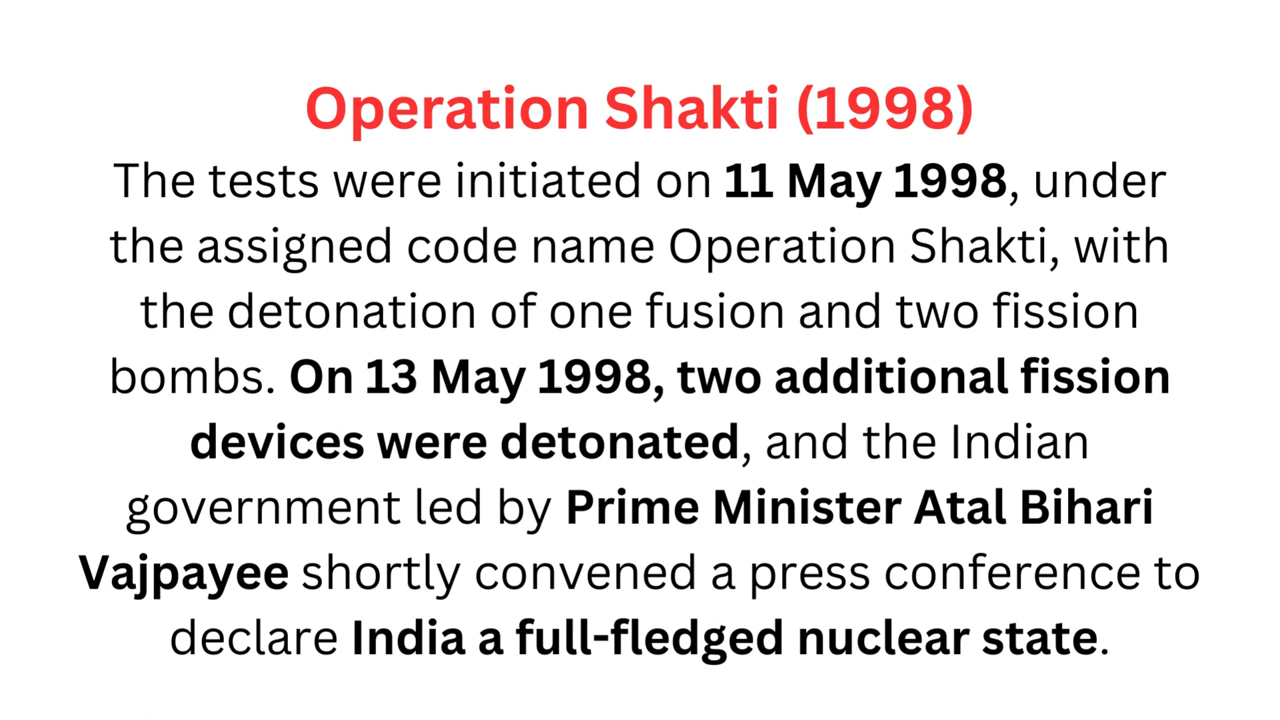 Operation Shakti (1998)
The tests were initiated on 11 May 1998, under
the assigned code name Operation Shakti, with
the detonation of one fusion and two fission
bombs. On 13 May 1998, two additional fission
devices were detonated, and the Indian
government led by Prime Minister Atal Bihari
Vajpayee shortly convened a press conference to
declare India a full-fledged nuclear state.